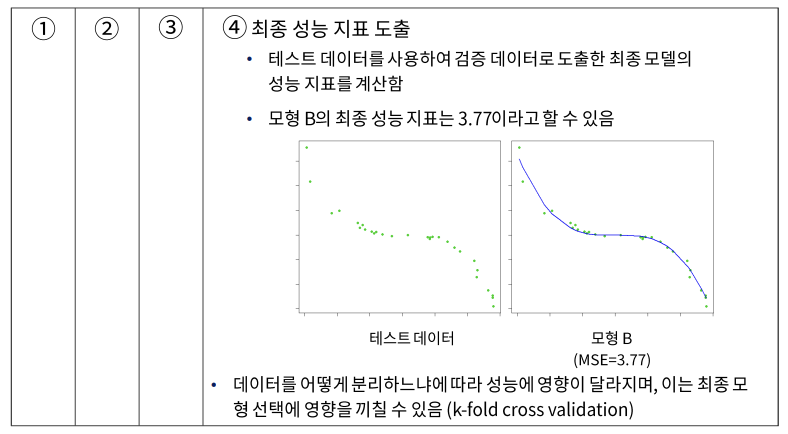 ① ② ③ ④ 최종 성능 지표 도출
• 테스트 데이터를 사용하여 검증 데이터로 도출한 최종 모델의
성능 지표를 계산함
• 모형 B의 최종 성능 지표는 3.77이라고 할 수 있음
테스트 데이터
모형 B
(MSE=3.77)
• 데이터를 어떻게 분리하느냐에 따라 성능에 영향이 달라지며, 이는 최종 모
형 선택에 영향을 끼칠 수 있음 (k-fold cross validation)